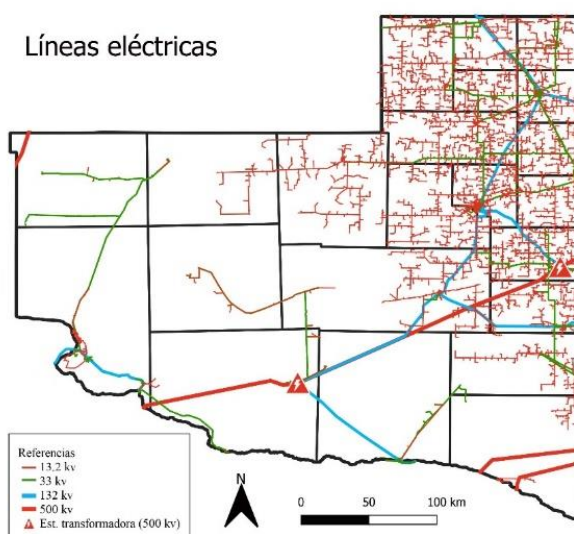 Líneas eléctricas
Referencias
13,2 kv
33 kv
132 kv
500 kv
Est. transformadora (500 kv)
N
0 50 100 km